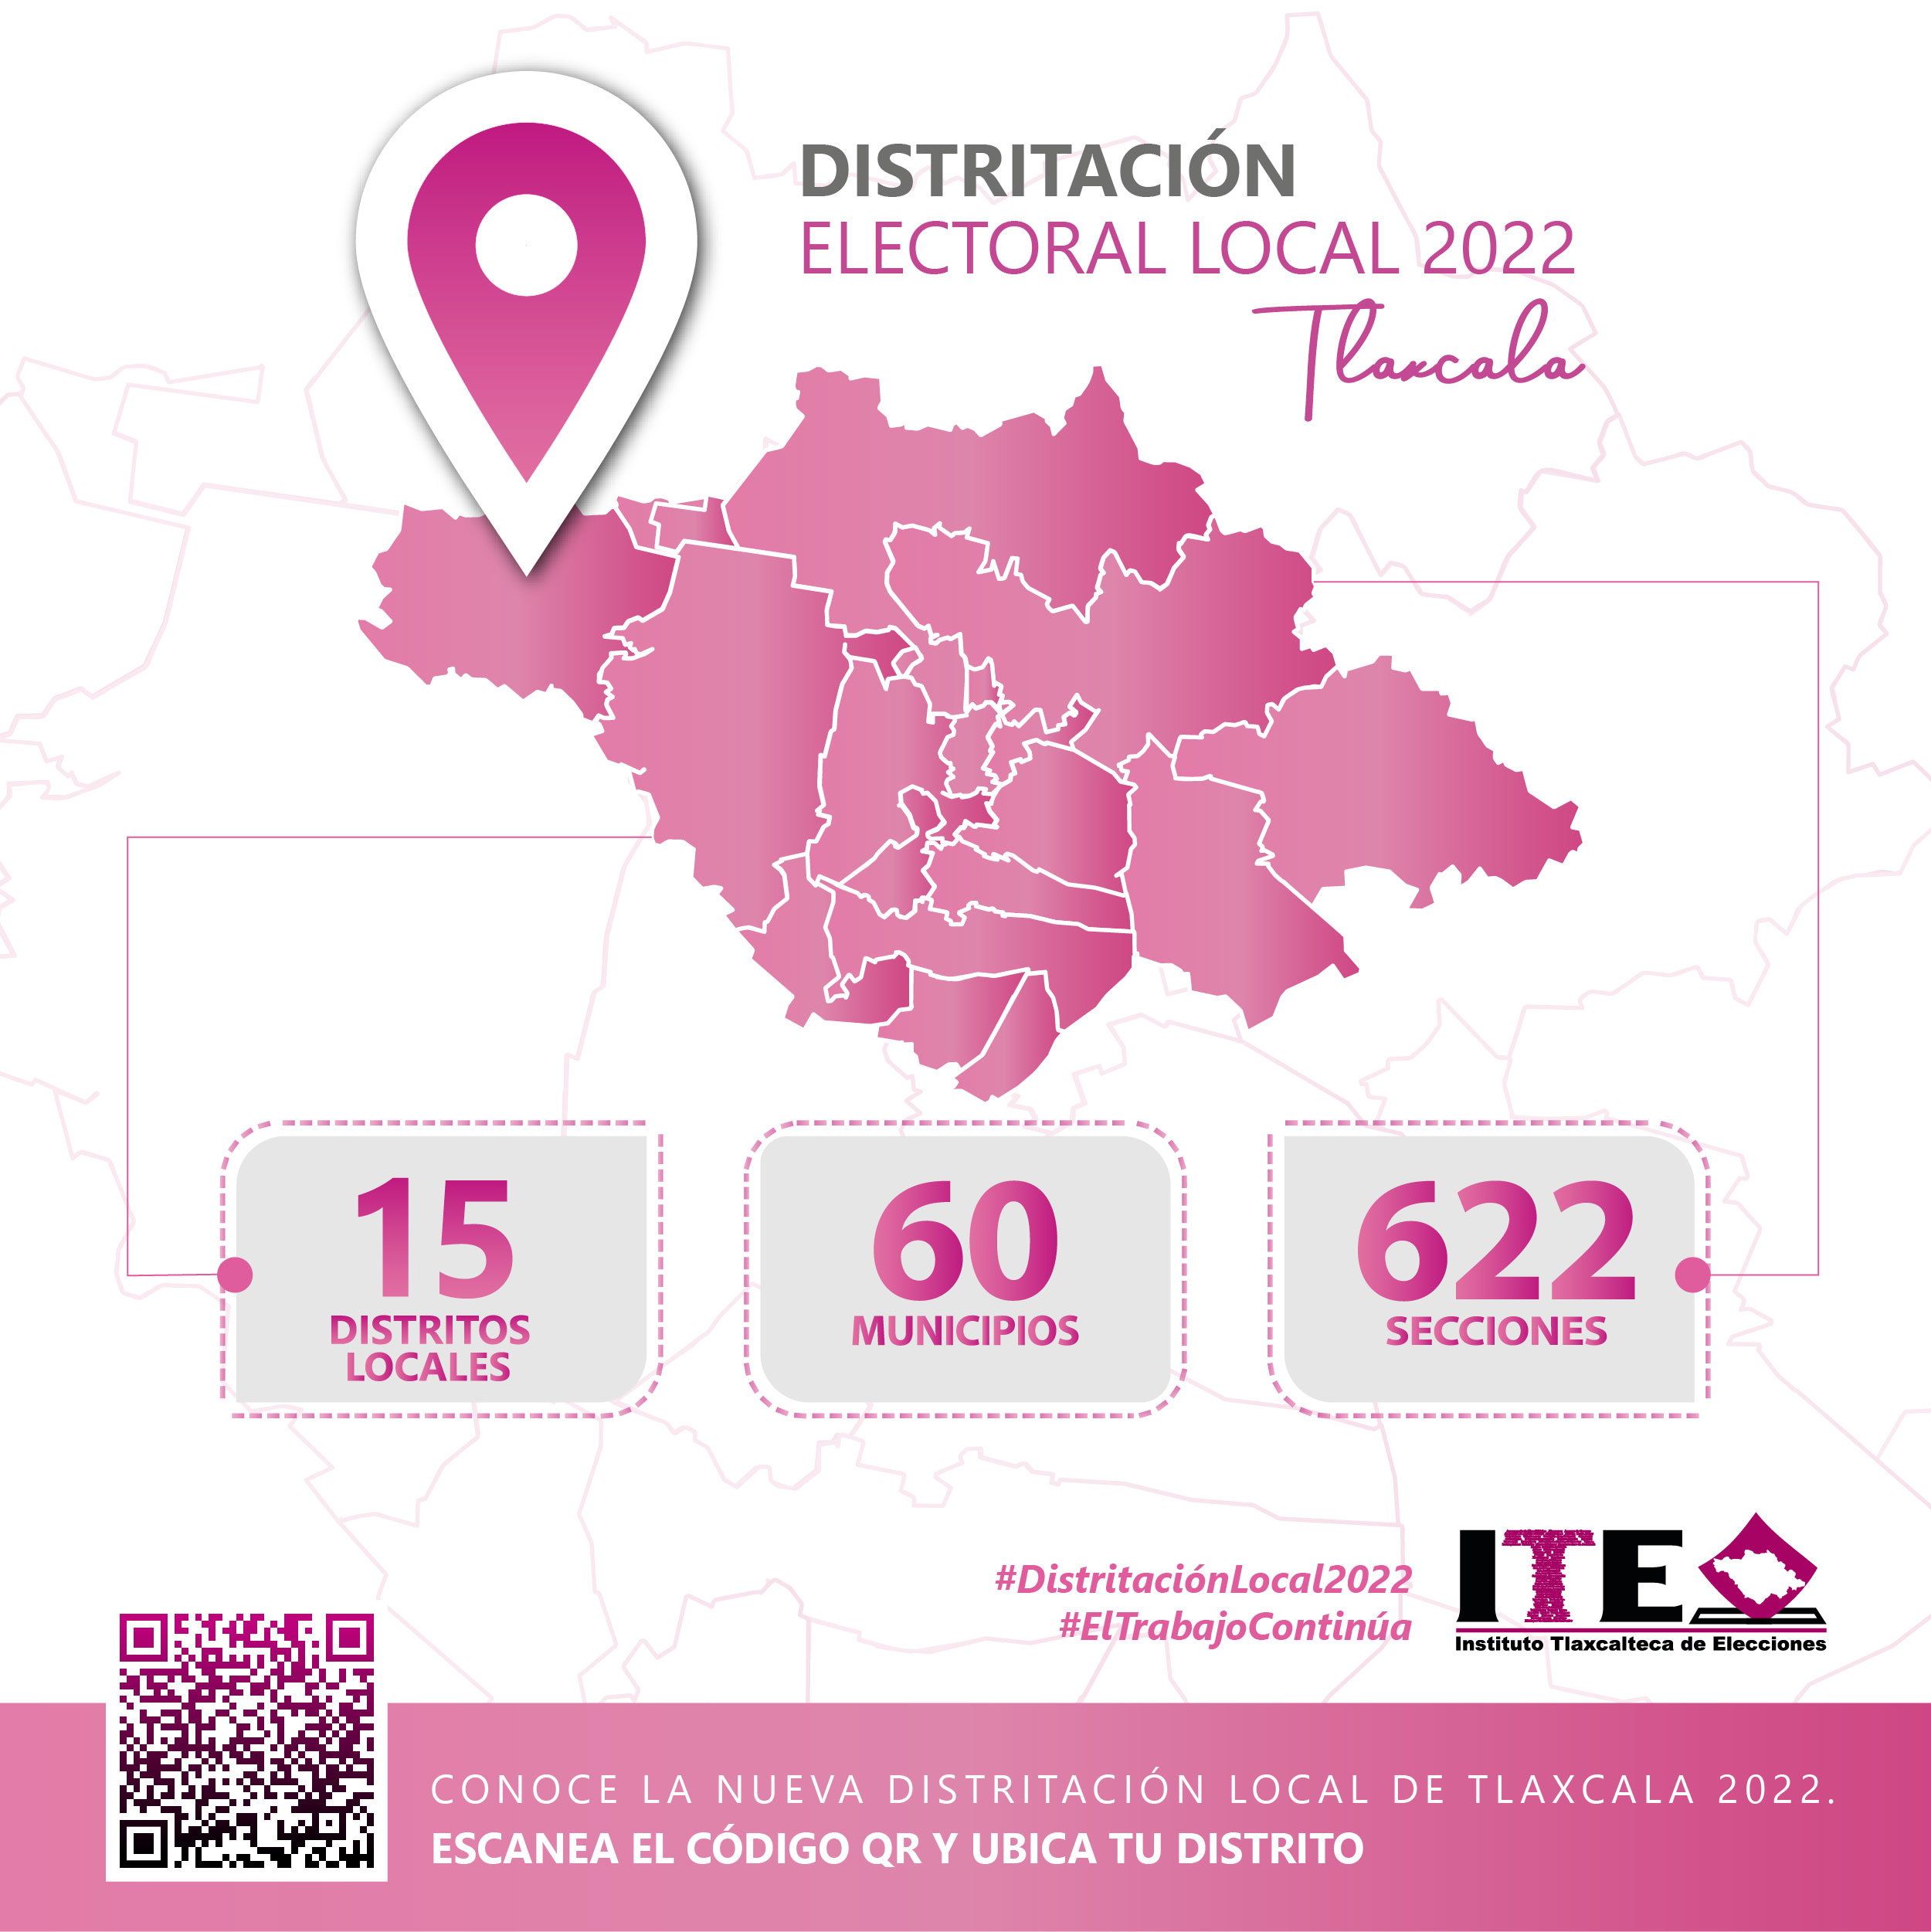 DISTRITACIÓN
ELECTORAL LOCAL 2022
Tlaxcala
15
DISTRITOS
LOCALES
60
MUNICIPIOS
622
SECCIONES
#DistritaciónLocal2022
#ElTrabajoContinúa
ITE
Instituto Tlaxcalteca de Elecciones
CONOCE LA NUEVA DISTRITACIÓN LOCAL DE TLAXCALA 2022.
ESCANEA EL CÓDIGO QR Y UBICA TU DISTRITO